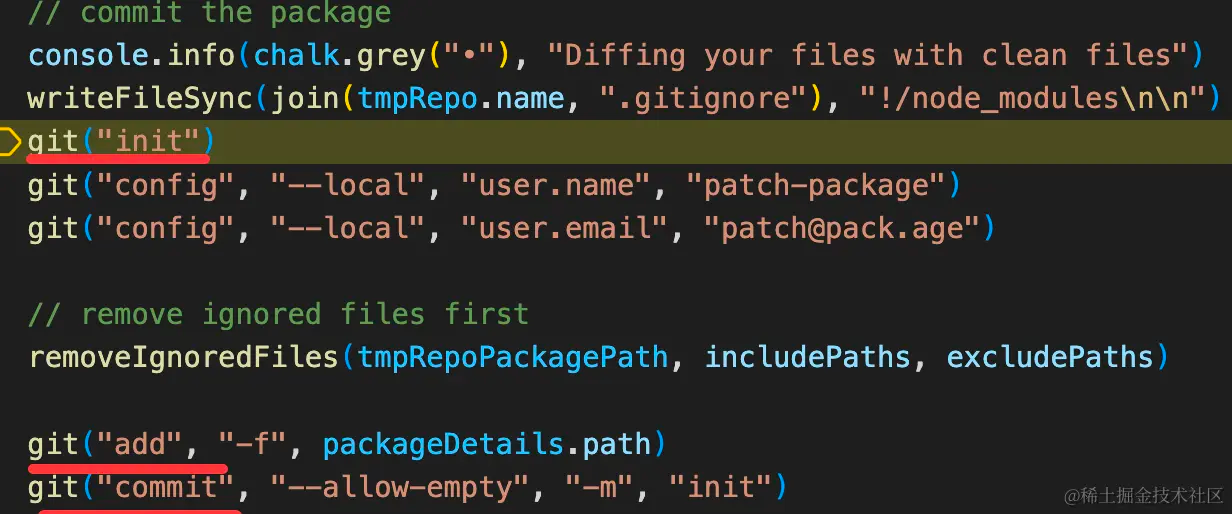 // commit the package
console.info(chalk.grey("•"), "Diffing your files with clean files")
writeFileSync(join(tmpRepo.name, ".gitignore"), "!/node_modules\n\n")
git("init")
git("config", "--local", "user.name", "patch-package")
git("config", "--local", "user.email", "patch@pack.age")
// remove ignored files first
removeIgnoredFiles(tmpRepoPackagePath, includePaths, excludePaths)
git("add", "-f", packageDetails.path)
git("commit", "--allow-empty", "-m", "init")
@稀土掘金技术社区